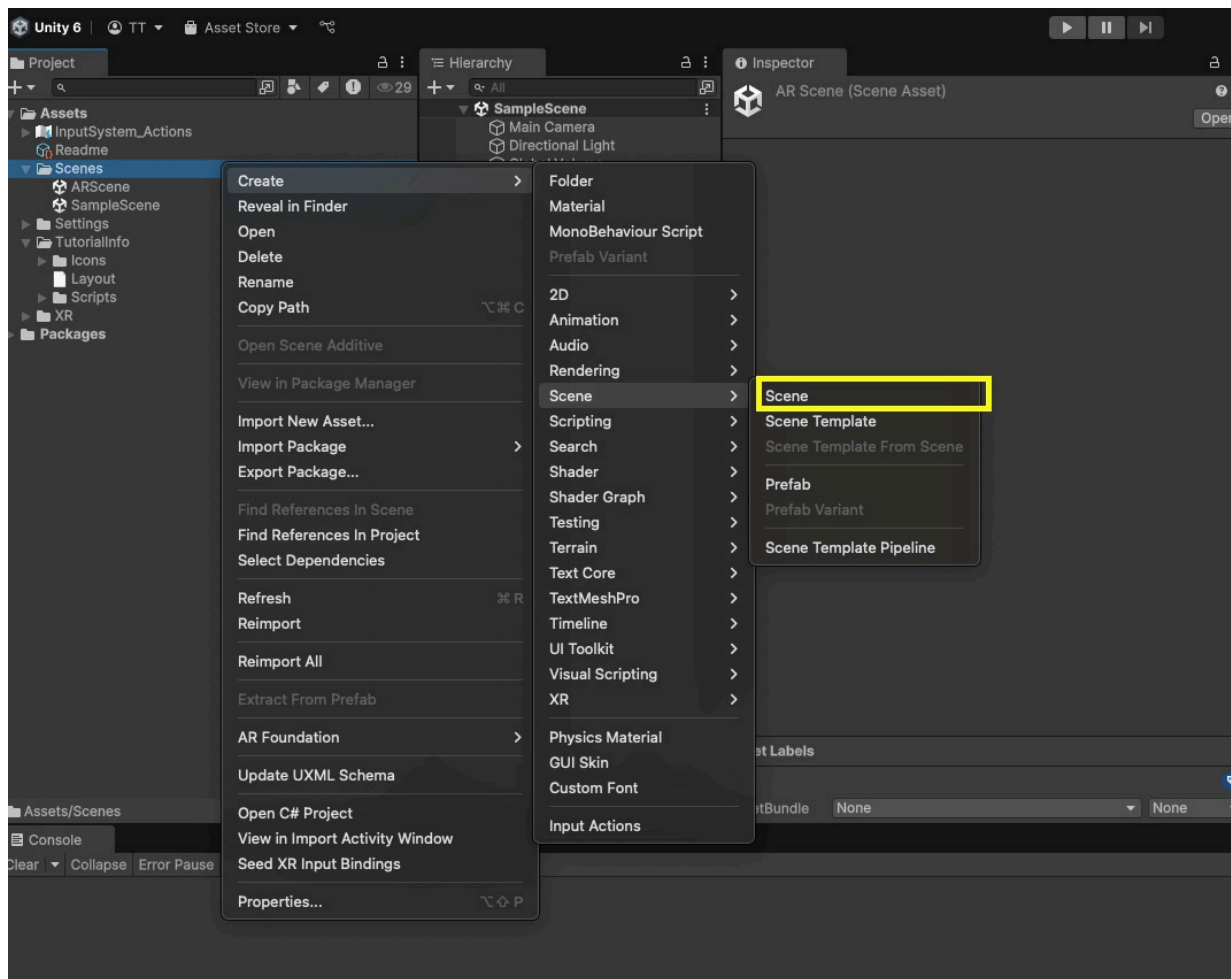 Unity 6
TT
Asset Store
Project
29
Assets
InputSystem_Actions
Readme
Scenes
ARScene
SampleScene
Settings
TutorialInfo
Icons
Layout
Scripts
XR
Packages
Assets/Scenes
Hierarchy
All
SampleScene
Main Camera
Directional Light
Inspector
AR Scene (Scene Asset)
Open
Create
Reveal in Finder
Open
Delete
Rename
Copy Path ⌥⌘C
Open Scene Additive
View in Package Manager
Import New Asset...
Import Package
Export Package...
Find References In Scene
Find References In Project
Select Dependencies
Refresh ⌘R
Reimport
Reimport All
Extract From Prefab
AR Foundation
Update UXML Schema
Open C# Project
View in Import Activity Window
Seed XR Input Bindings
Properties... ⌥⇧P
Folder
Material
MonoBehaviour Script
Prefab Variant
2D
Animation
Audio
Rendering
Scene
Scripting
Search
Shader
Shader Graph
Testing
Terrain
Text Core
TextMeshPro
Timeline
UI Toolkit
Visual Scripting
XR
Physics Material
GUI Skin
Custom Font
Input Actions
Scene
Scene Template
Scene Template From Scene
Prefab
Prefab Variant
Scene Template Pipeline
et Labels
etBundle None None
Console
Clear Collapse Error Pause